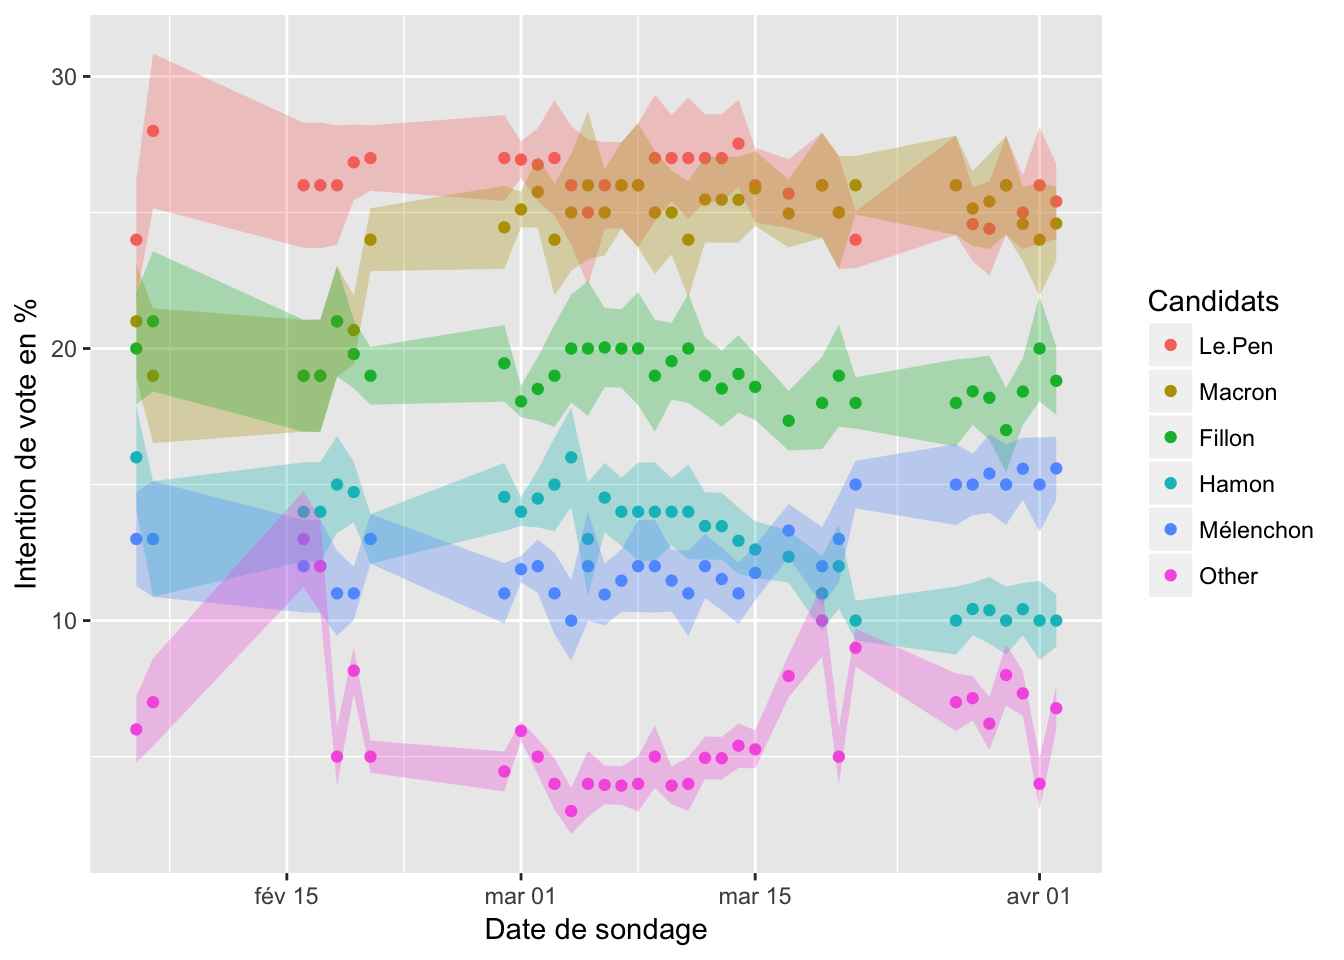 Intention de vote en %
30
20
10
fév 15
mar 01
mar 15
avr 01
Date de sondage
Candidats
Le.Pen
Macron
Fillon
Hamon
Mélenchon
Other